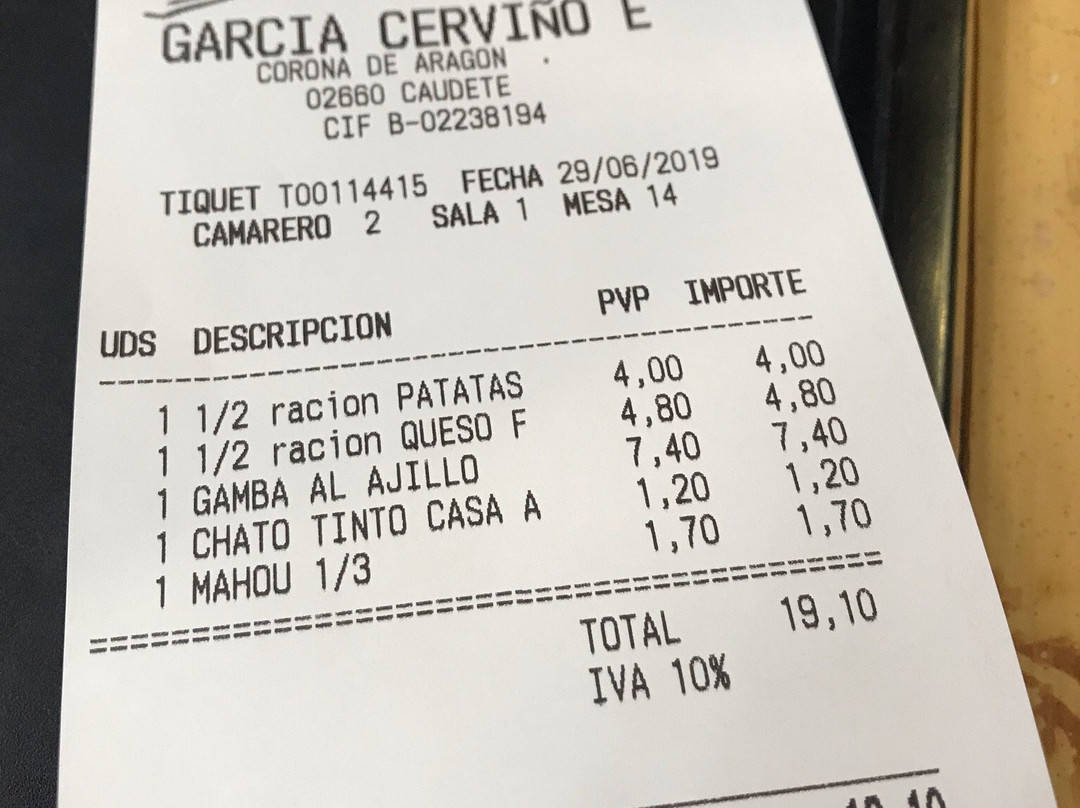 GARCIA CERVIÑO E
CORONA DE ARAGON .
02660 CAUDETE
CIF B-02238194
TIQUET T00114415 FECHA 29/06/2019
CAMARERO 2 SALA 1 MESA 14
UDS DESCRIPCION PVP IMPORTE
1 1/2 racion PATATAS 4,00 4,00
1 1/2 racion QUESO F 4,80 4,80
1 GAMBA AL AJILLO 7,40 7,40
1 CHATO TINTO CASA A 1,20 1,20
1 MAHOU 1/3 1,70 1,70
TOTAL 19,10
IVA 10%